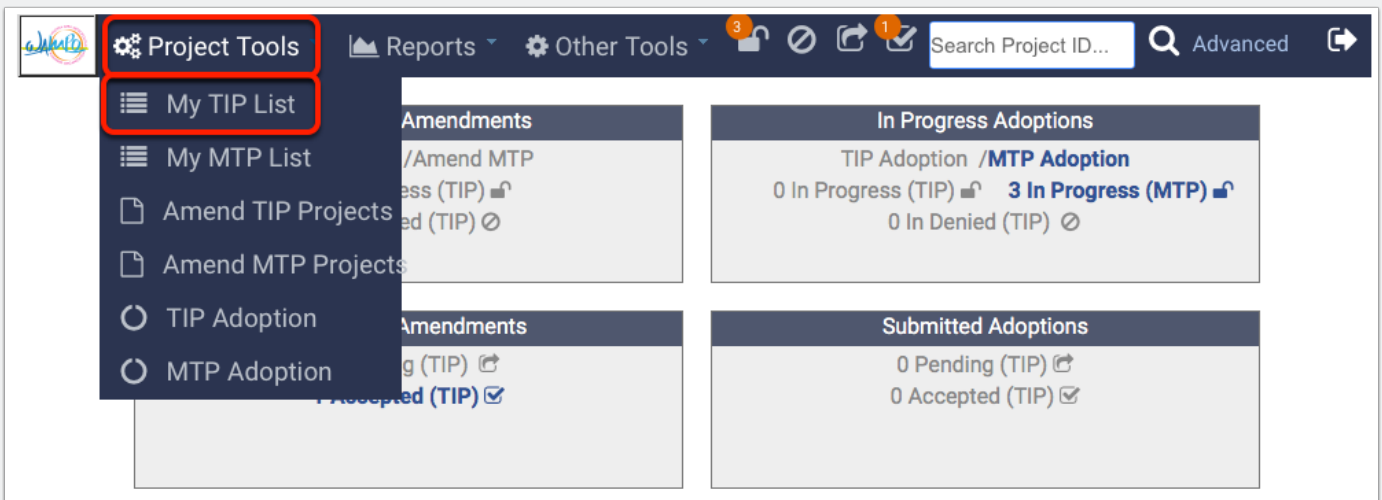 Project Tools Reports Other Tools 3 1 Search Project ID... Advanced
My TIP List
My MTP List
Amend TIP Projects
Amend MTP Projects
TIP Adoption
MTP Adoption
Amendments
/Amend MTP
ess (TIP)
ed (TIP)
In Progress Adoptions
TIP Adoption /MTP Adoption
0 In Progress (TIP) 3 In Progress (MTP)
0 In Denied (TIP)
Amendments
g (TIP)
1 Accepted (TIP)
Submitted Adoptions
0 Pending (TIP)
0 Accepted (TIP)